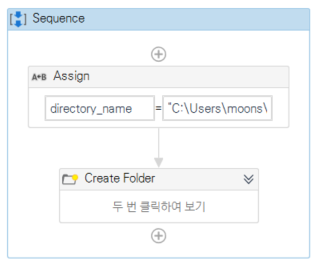 Sequence
A+B Assign
directory_name = "C:\Users\moons\
Create Folder
두 번 클릭하여 보기